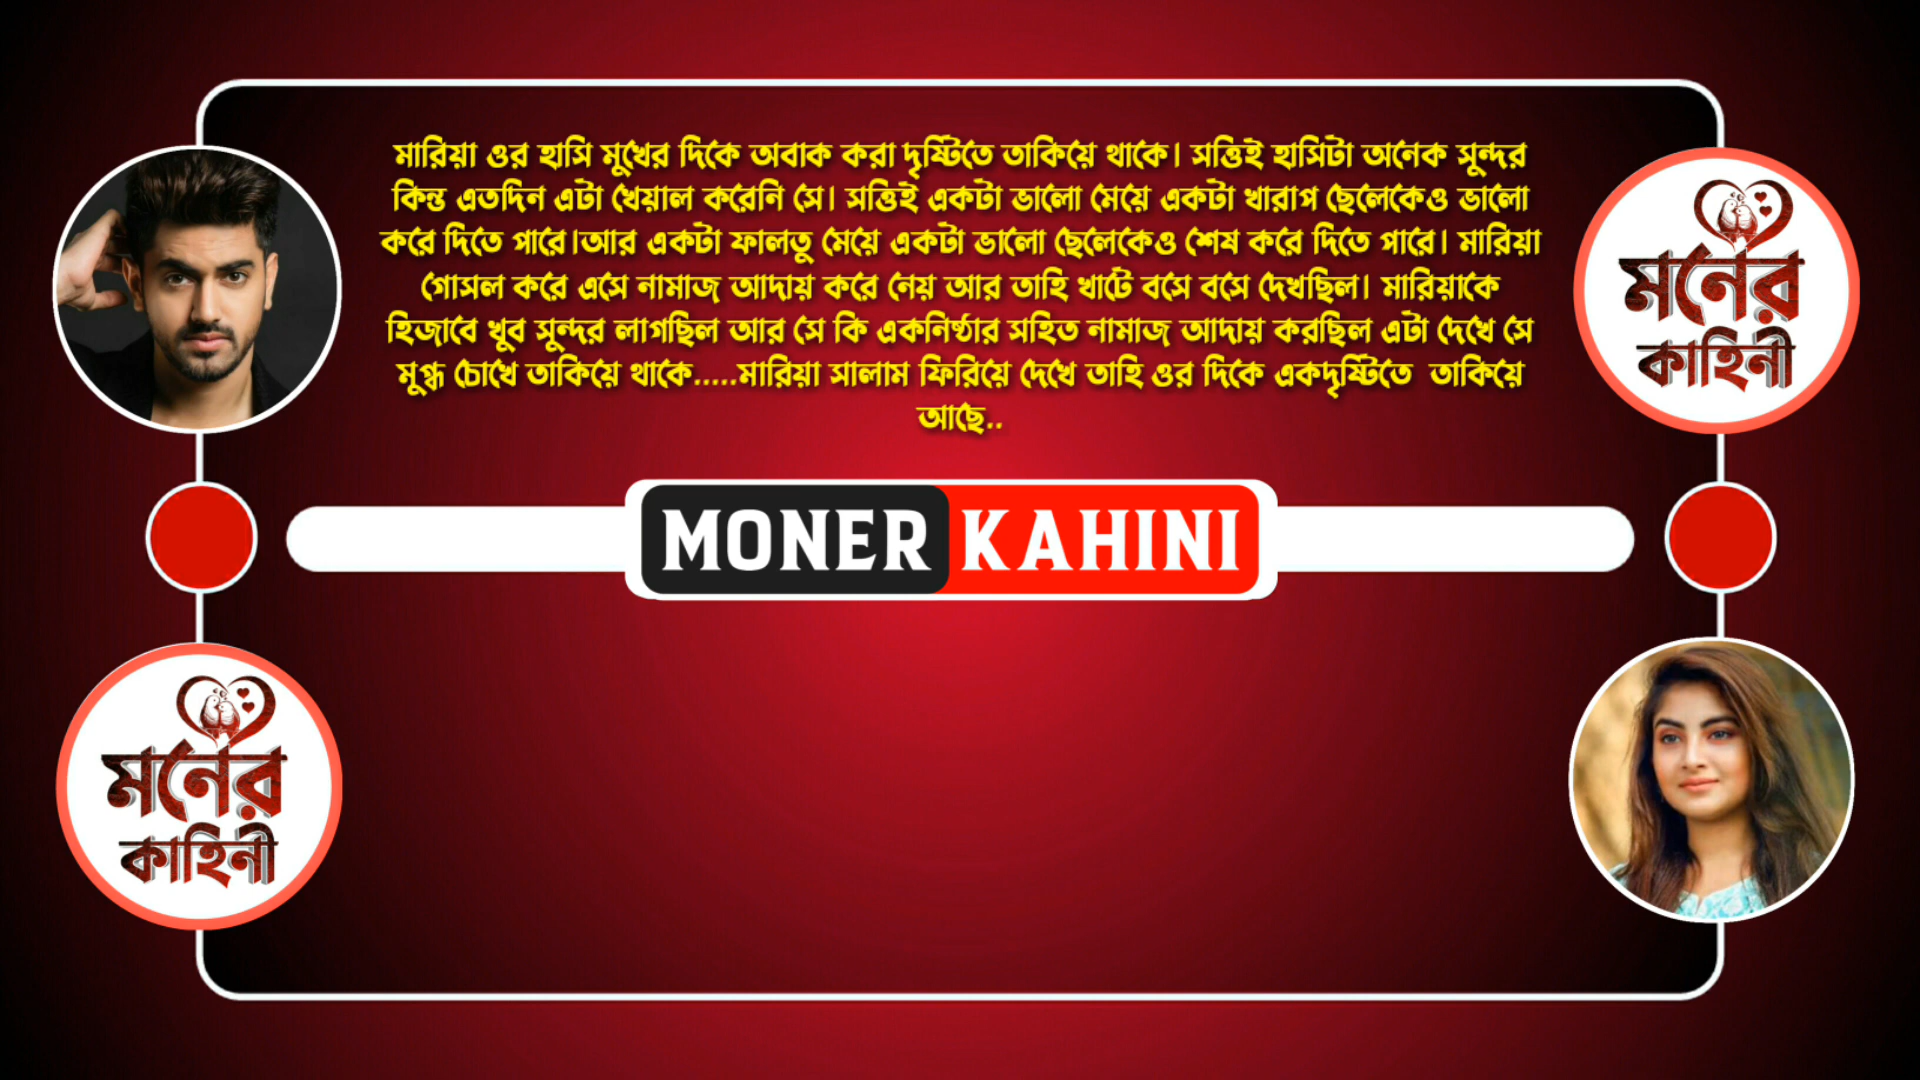 মারিয়া ওর হাসি মুখের দিকে অবাক করা দৃষ্টিতে তাকিয়ে থাকে। সত্তিই হাসিটা অনেক সুন্দর
কিন্ত এতদিন এটা খেয়াল করেনি সে। সত্তিই একটা ভালো মেয়ে একটা খারাপ ছেলেকেও ভালো
করে দিতে পারে।আর একটা ফালতু মেয়ে একটা ভালো ছেলেকেও শেষ করে দিতে পারে। মারিয়া
গোসল করে এসে নামাজ আদায় করে নেয় আর তাহি খাটে বসে বসে দেখছিল। মারিয়াকে
হিজাবে খুব সুন্দর লাগছিল আর সে কি একনিষ্ঠার সহিত নামাজ আদায় করছিল এটা দেখে সে
মুগ্ধ চোখে তাকিয়ে থাকে.....মারিয়া সালাম ফিরিয়ে দেখে তাহি ওর দিকে একদৃষ্টিতে তাকিয়ে
আছে..
মনের
কাহিনী
MONER KAHINI
মনের
কাহিনী